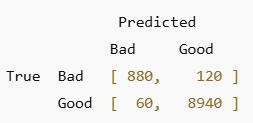 Predicted
Bad Good
True Bad [ 880, 120 ]
Good [ 60, 8940 ]